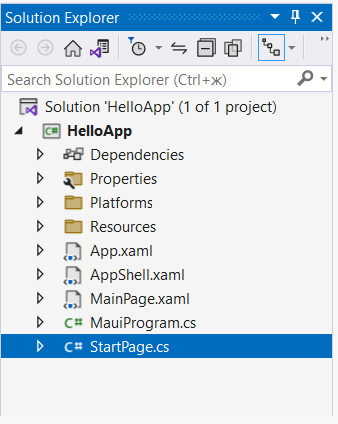 Solution Explorer
Search Solution Explorer (Ctrl+ж)
Solution 'HelloApp' (1 of 1 project)
C# HelloApp
Dependencies
Properties
Platforms
Resources
App.xaml
AppShell.xaml
MainPage.xaml
C# MauiProgram.cs
C# StartPage.cs